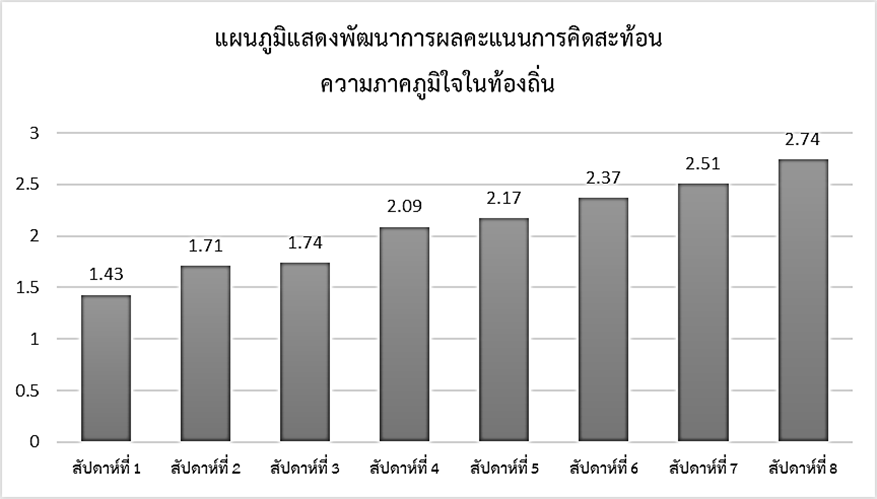 แผนภูมิแสดงพัฒนาการผลคะแนนการคิดสะท้อน
ความภาคภูมิใจในท้องถิ่น
3
2.5
2
1.5
1
0.5
0
1.43
1.71
1.74
2.09
2.17
2.37
2.51
2.74
สัปดาห์ที่ 1
สัปดาห์ที่ 2
สัปดาห์ที่ 3
สัปดาห์ที่ 4
สัปดาห์ที่ 5
สัปดาห์ที่ 6
สัปดาห์ที่ 7
สัปดาห์ที่ 8